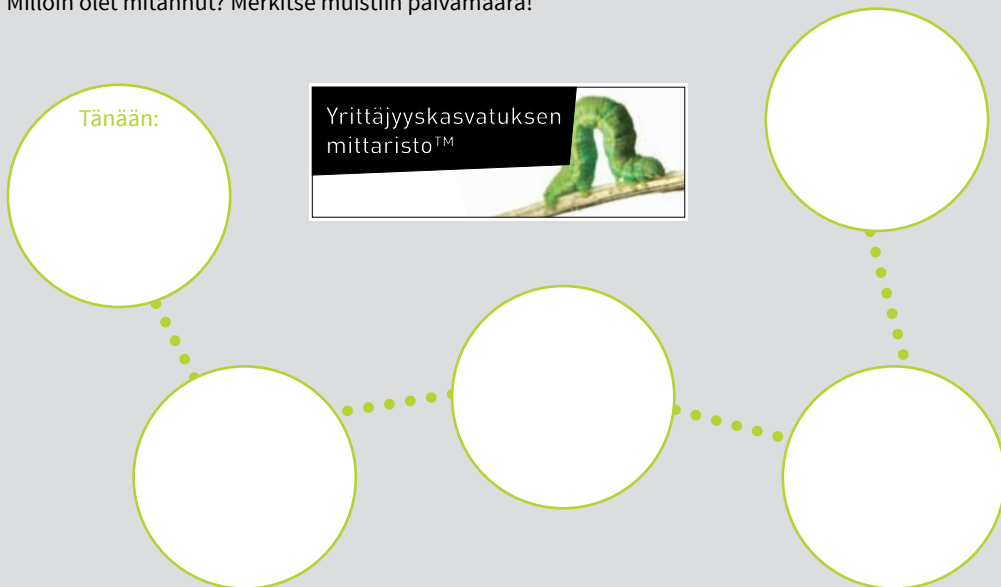 Milloin olet mitannut? Merkitse muistiin päivämäärä!
Tänään:
Yrittäjyyskasvatuksen
mittaristo™